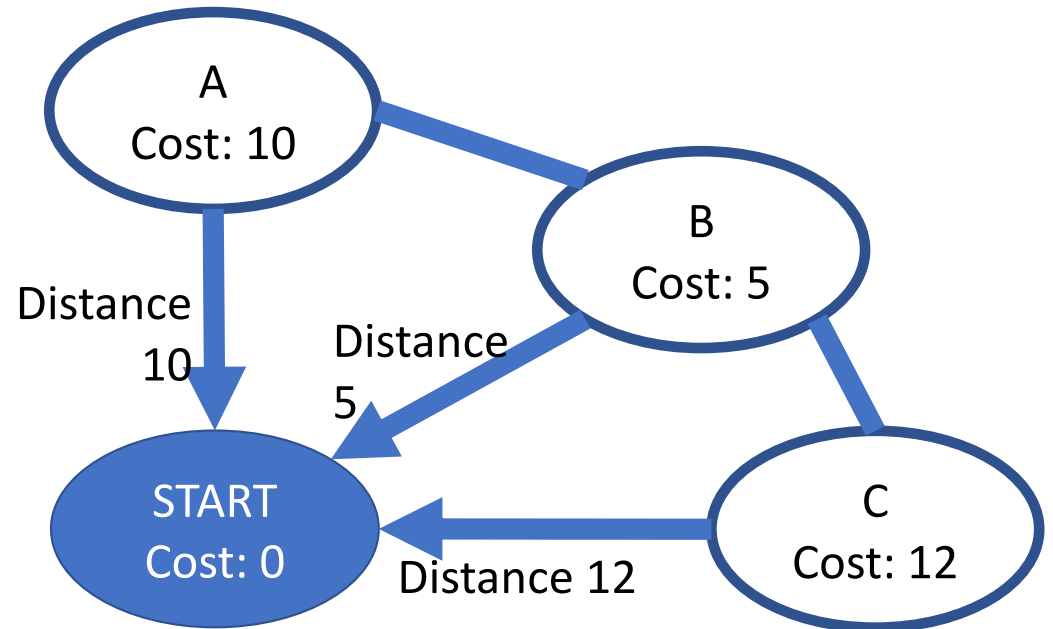 A
Cost: 10
B
Cost: 5
Distance
10
Distance
5
START
Cost: 0
C
Cost: 12
Distance 12